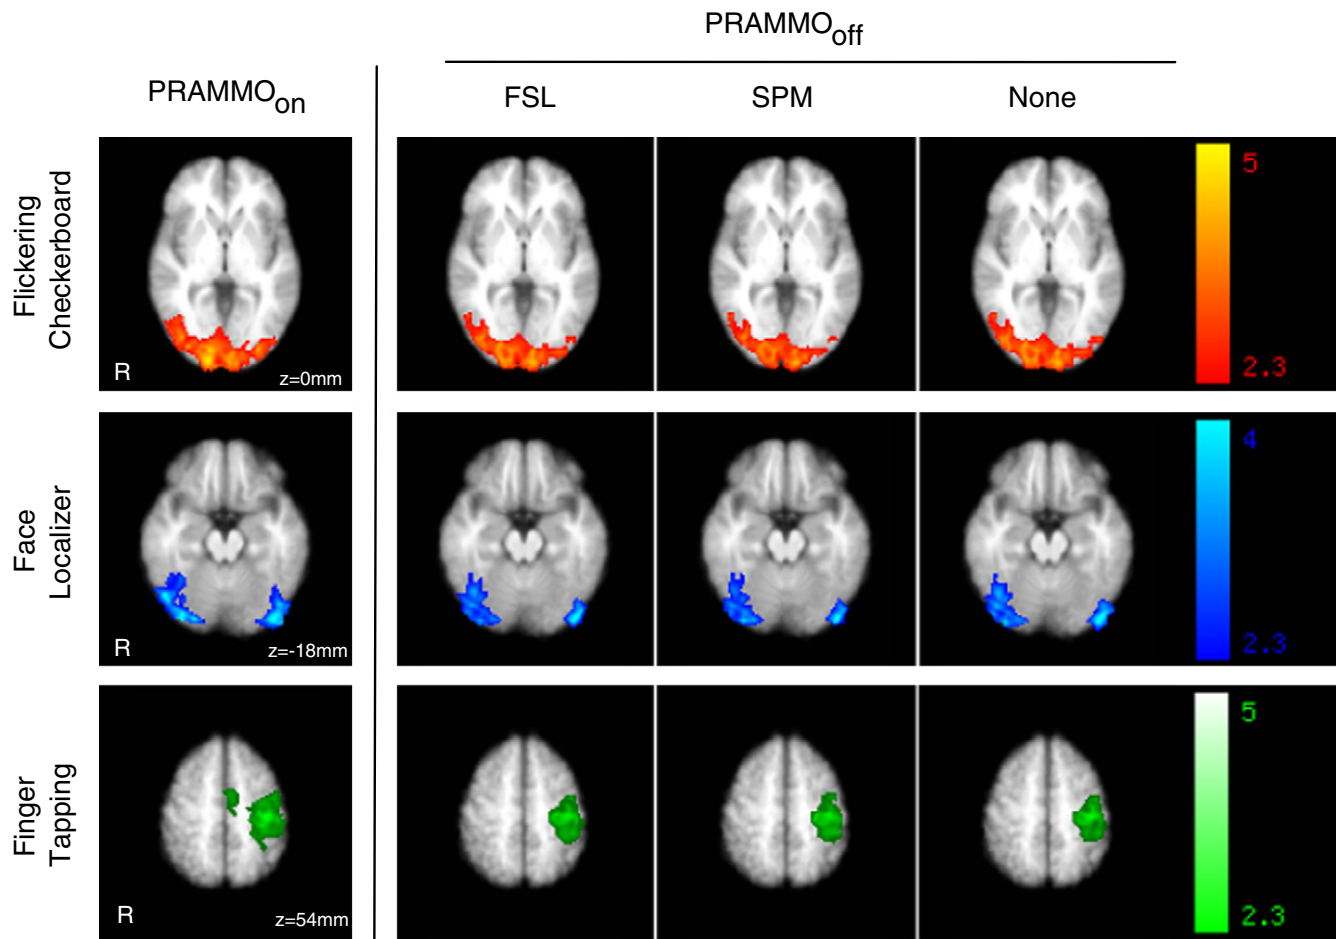 PRAMMOoff
PRAMMOon
FSL
SPM
None
Flickering
Checkerboard
R
z=0mm
5
2.3
Face
Localizer
R
z=-18mm
4
2.3
Finger
Tapping
R
z=54mm
5
2.3